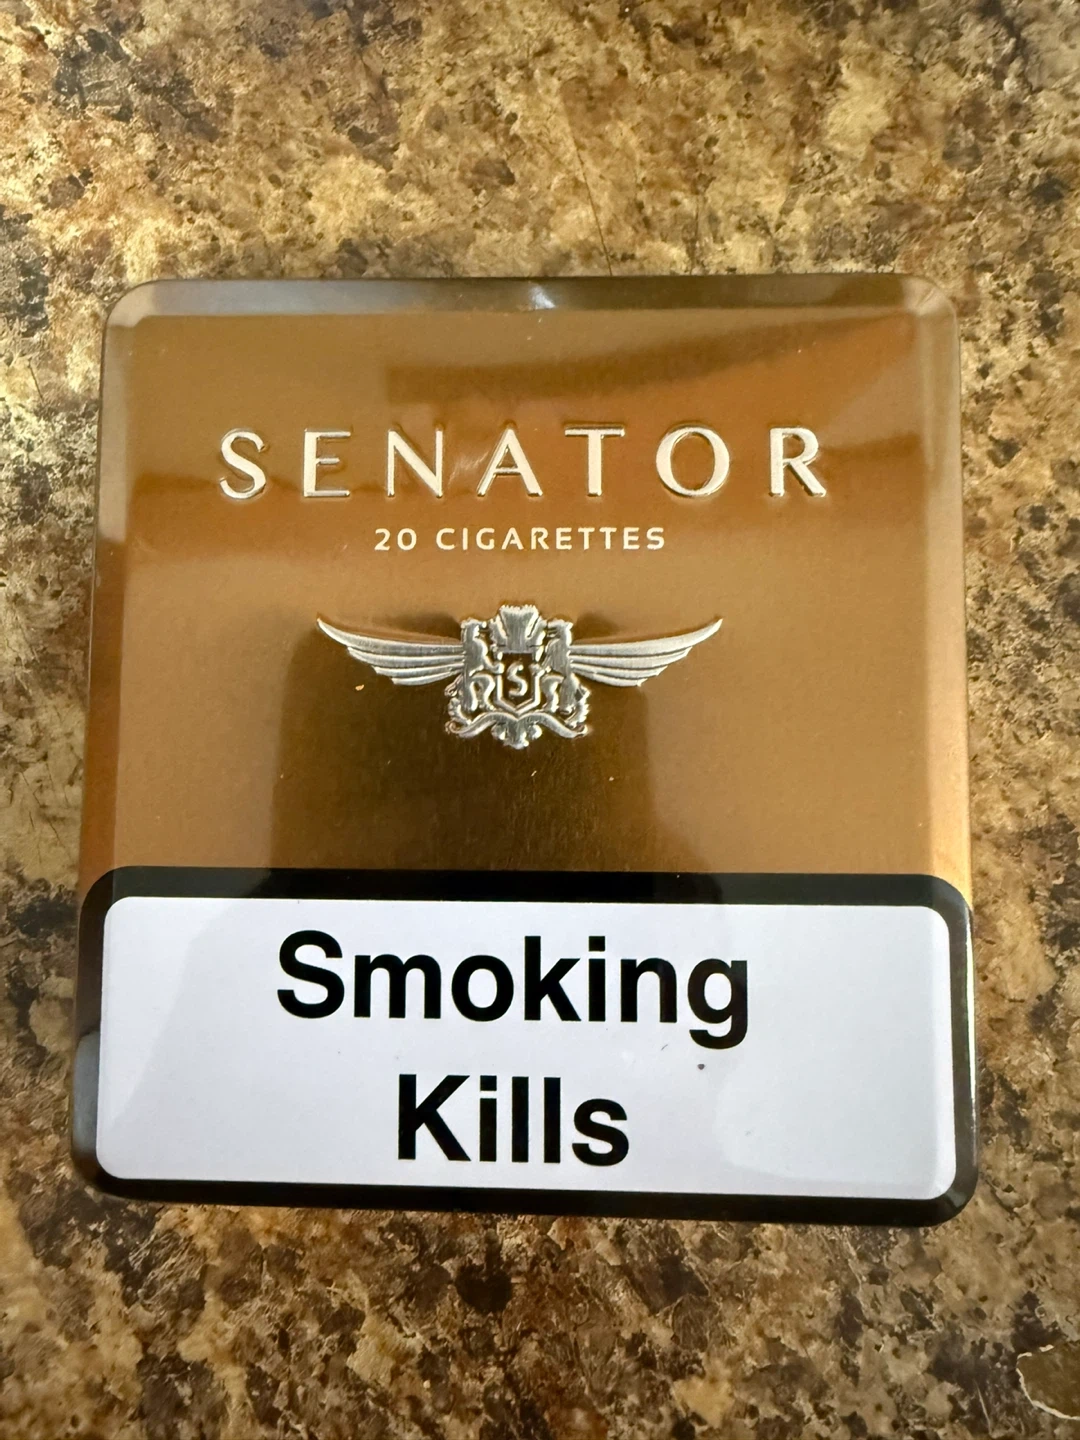 SENATOR
20 CIGARETTES
S
Smoking
Kills